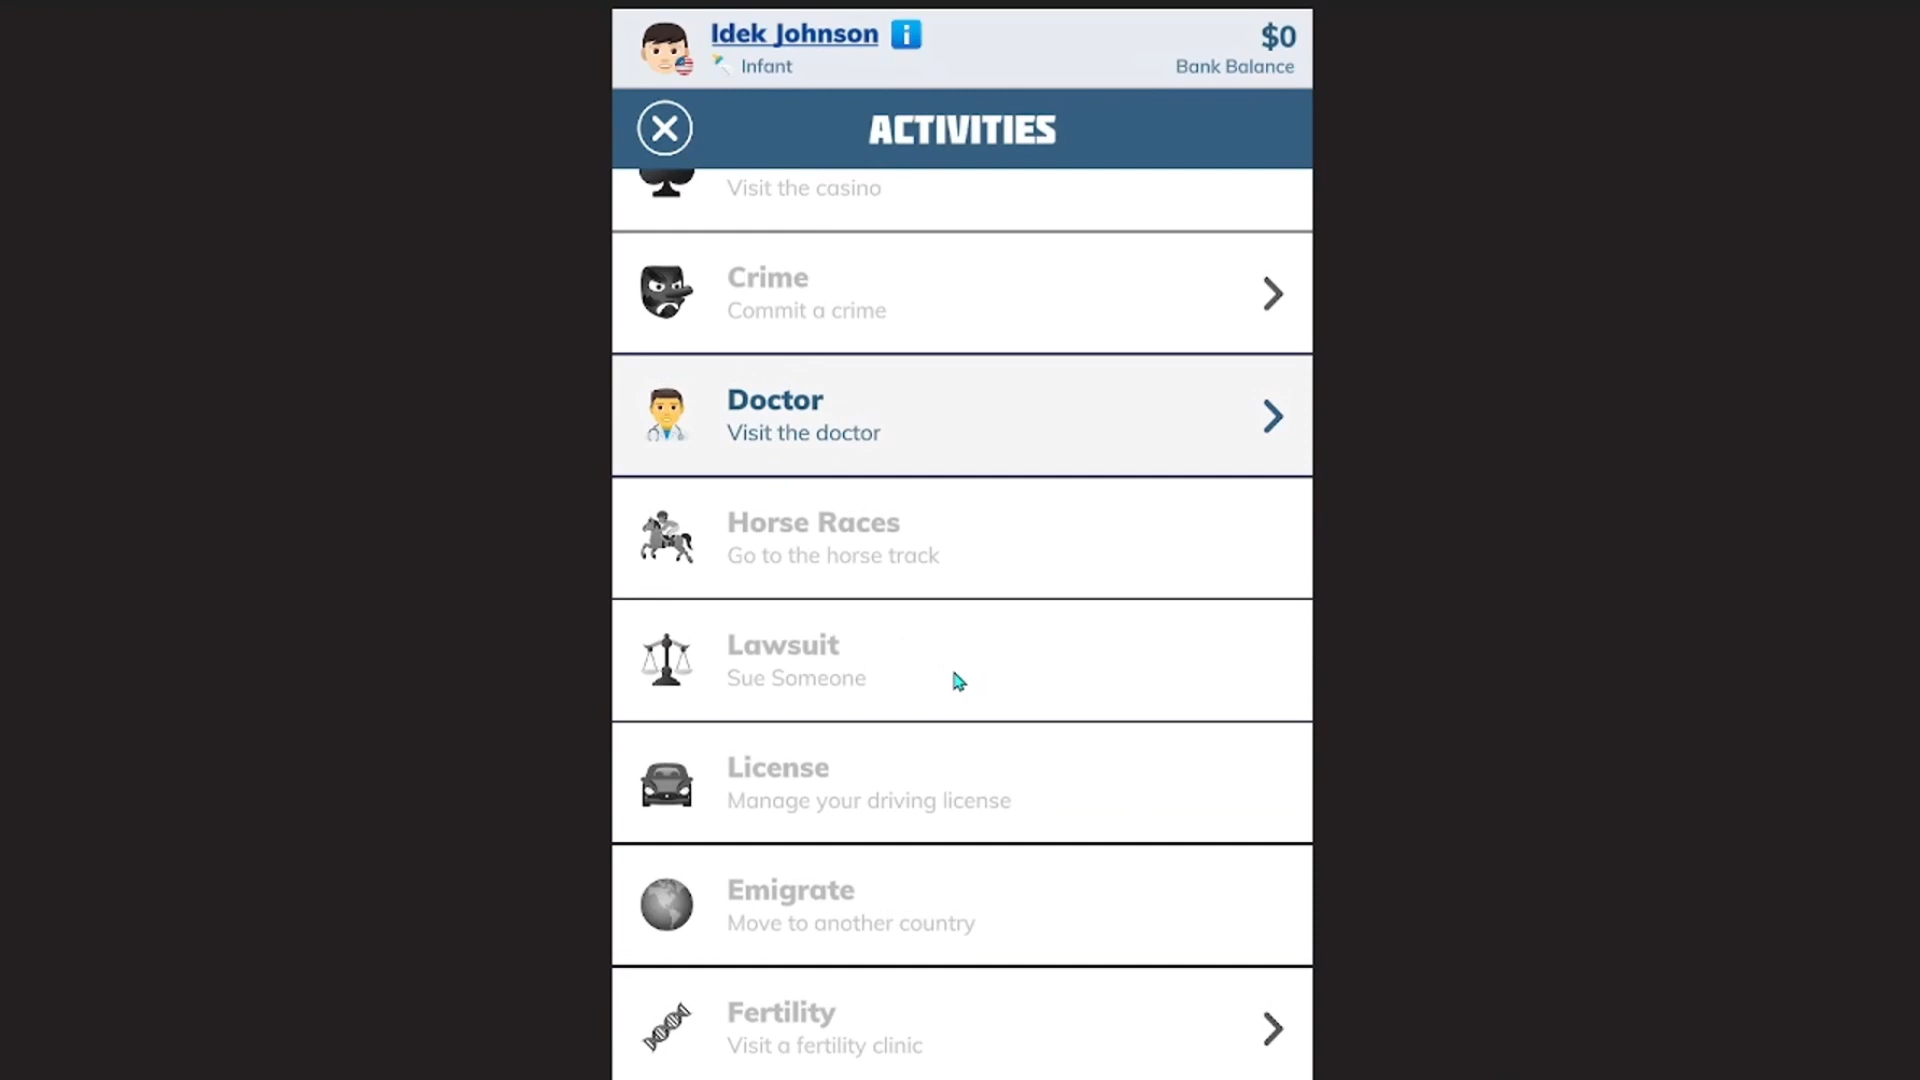 Idek Johnson
Infant
$0
Bank Balance
ACTIVITIES
Visit the casino
Crime
Commit a crime
Doctor
Visit the doctor
Horse Races
Go to the horse track
Lawsuit
Sue Someone
License
Manage your driving license
Emigrate
Move to another country
Fertility
Visit a fertility clinic